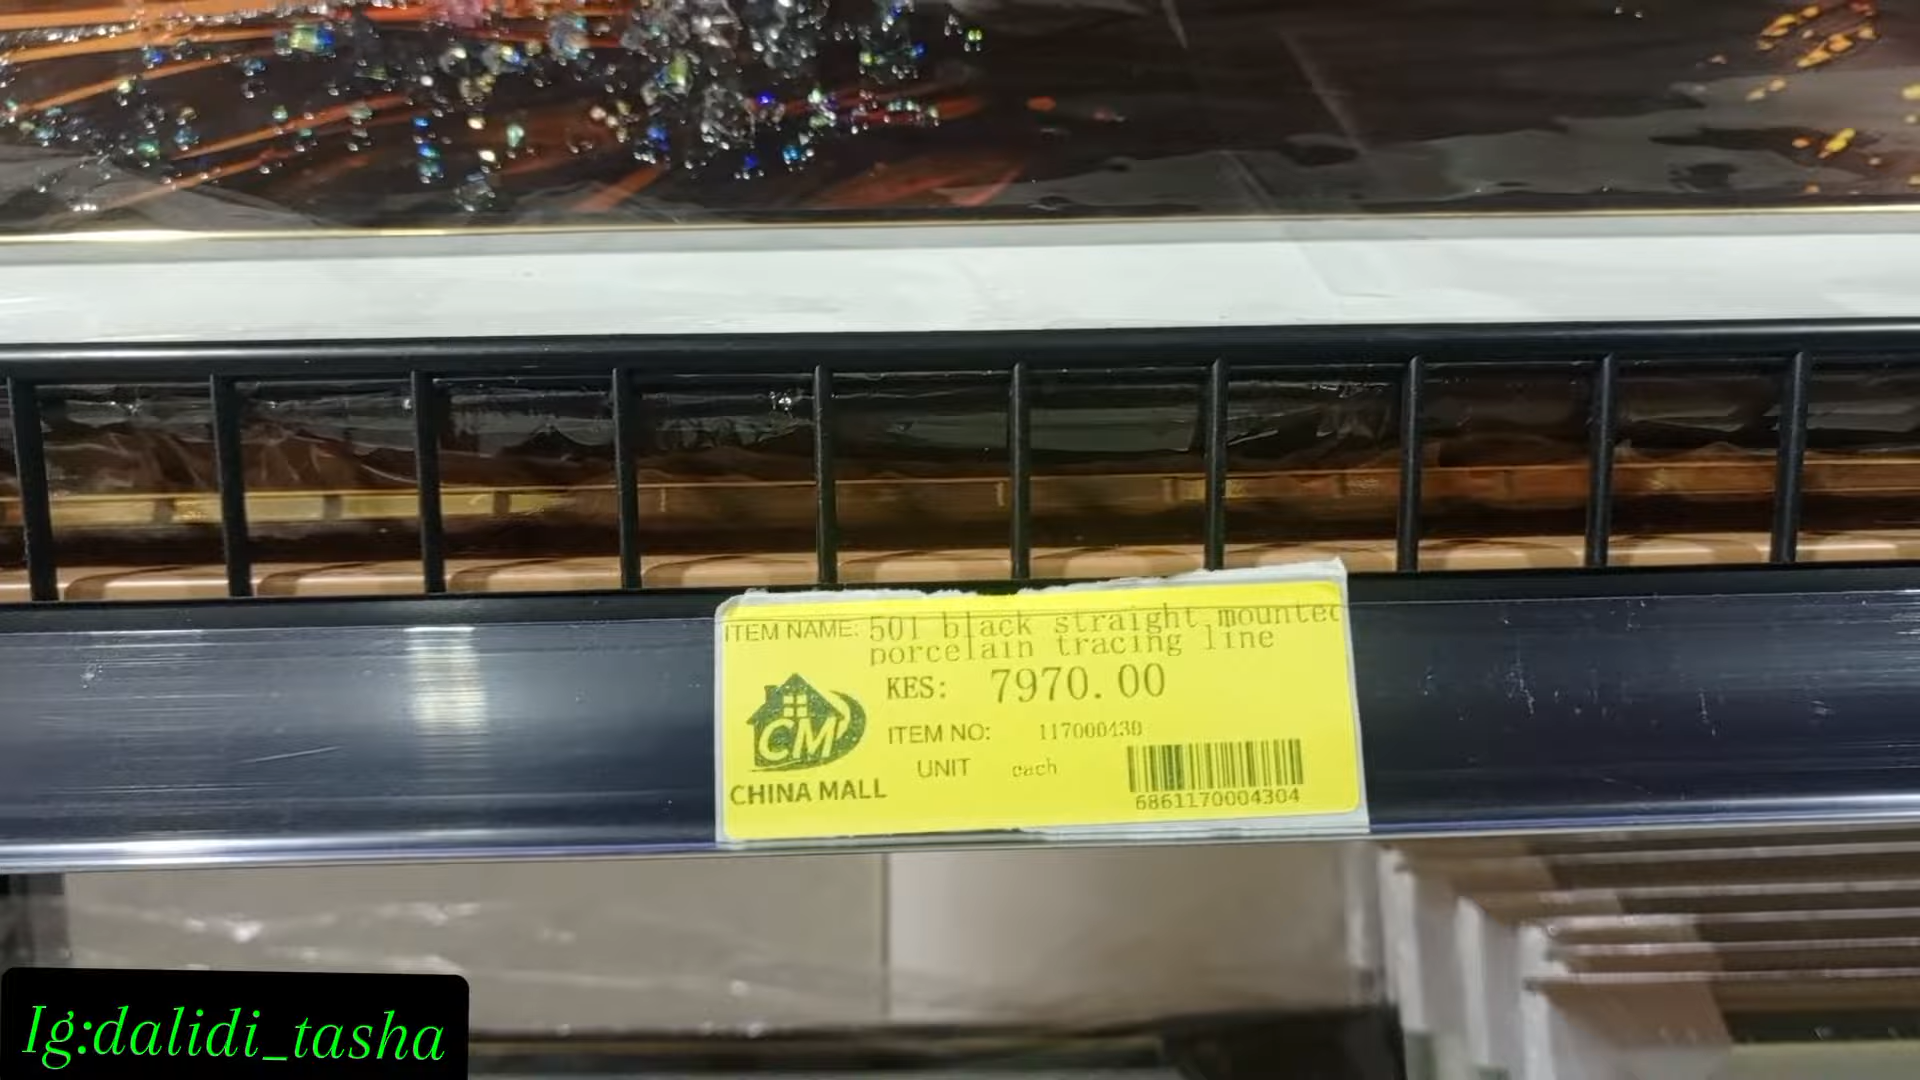 ITEM NAME: 501 black straight mounted
porcelain tracing line
KES: 7970.00
CM
ITEM NO: 117000430
UNIT each
CHINA MALL
6861170004304
Ig:dalidi_tasha